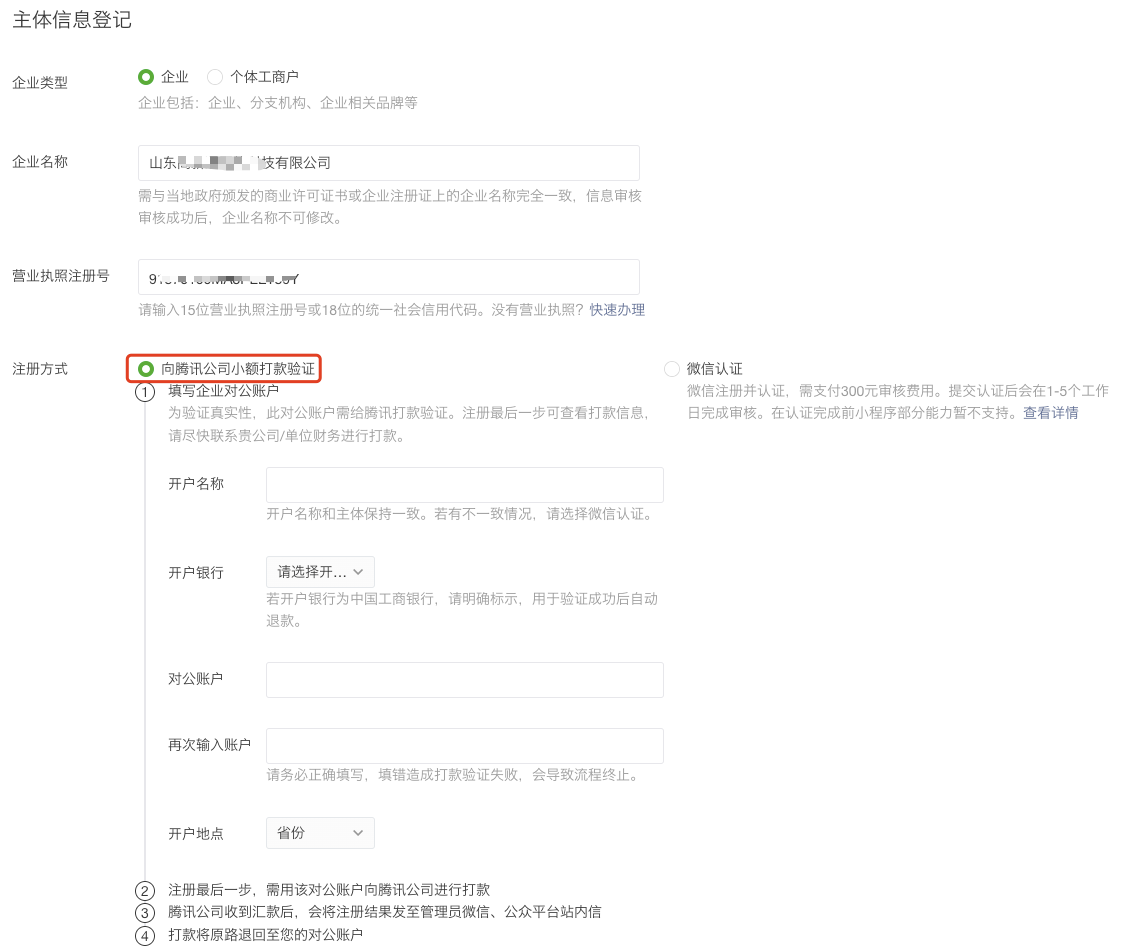 主体信息登记
企业类型
企业 个体工商户
企业包括：企业、分支机构、企业相关品牌等
企业名称
山东 技有限公司
需与当地政府颁发的商业许可证书或企业注册证上的企业名称完全一致，信息审核
审核成功后，企业名称不可修改。
营业执照注册号
请输入15位营业执照注册号或18位的统一社会信用代码。没有营业执照？快速办理
注册方式
向腾讯公司小额打款验证
微信认证
微信注册并认证，需支付300元审核费用。提交认证后会在1-5个工作
日完成审核。在认证完成前小程序部分能力暂不支持。查看详情
1 填写企业对公账户
为验证真实性，此对公账户需给腾讯打款验证。注册最后一步可查看打款信息，
请尽快联系贵公司/单位财务进行打款。
开户名称
开户名称和主体保持一致。若有不一致情况，请选择微信认证。
开户银行
请选择开...
若开户银行为中国工商银行，请明确标示，用于验证成功后自动
退款。
对公账户
再次输入账户
请务必正确填写，填错造成打款验证失败，会导致流程终止。
开户地点
省份
2 注册最后一步，需用该对公账户向腾讯公司进行打款
3 腾讯公司收到汇款后，会将注册结果发至管理员微信、公众平台站内信
4 打款将原路退回至您的对公账户